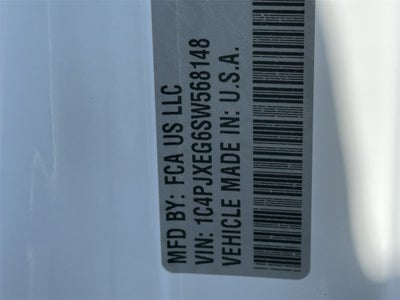 MFD BY: FCA US LLC
VIN: 1C4PJXEG6SW568148
VEHICLE MADE IN: U.S.A.